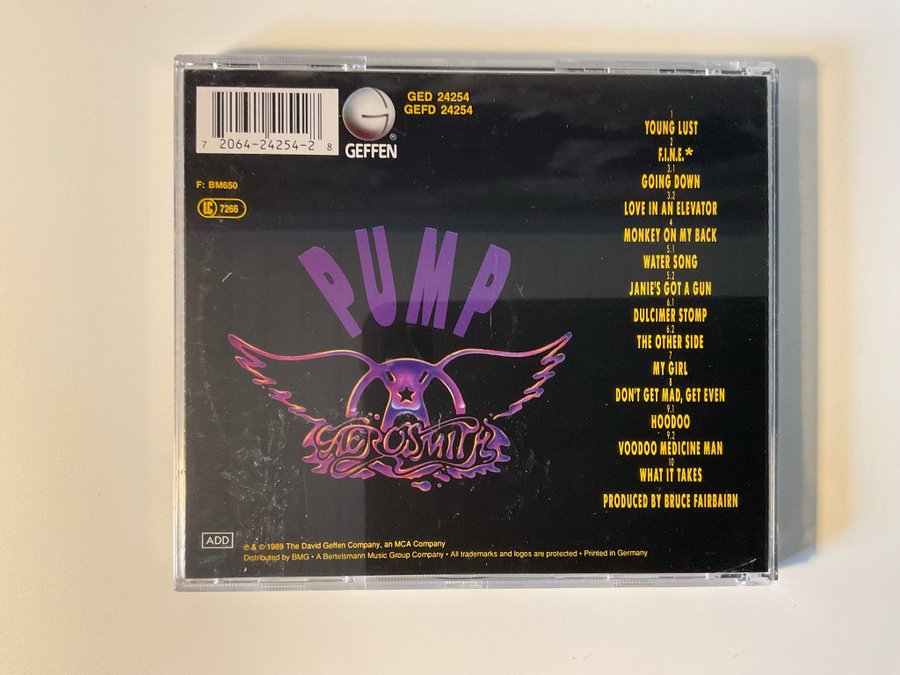 7 2064-24254-2 8
GEFFEN
®
GED 24254
GEFD 24254
F: BM650
LC 7266
PUMP
AEROSMITH
1
YOUNG LUST
2
F.I.N.E.*
3.1
GOING DOWN
3.2
LOVE IN AN ELEVATOR
4
MONKEY ON MY BACK
5.1
WATER SONG
5.2
JANIE'S GOT A GUN
6.1
DULCIMER STOMP
6.2
THE OTHER SIDE
7
MY GIRL
8
DON'T GET MAD, GET EVEN
9.1
HOODOO
9.2
VOODOO MEDICINE MAN
10
WHAT IT TAKES
PRODUCED BY BRUCE FAIRBAIRN
ADD
℗ & © 1989 The David Geffen Company, an MCA Company
Distributed by BMG • A Bertelsmann Music Group Company • All trademarks and logos are protected • Printed in Germany